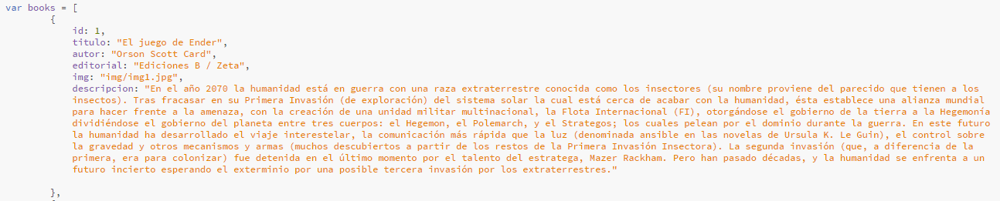 var books = [
{
id: 1,
titulo: "El juego de Ender",
autor: "Orson Scott Card",
editorial: "Ediciones B / Zeta",
img: "img/img1.jpg",
descripcion: "En el año 2070 la humanidad está en guerra con una raza extraterrestre conocida como los insectores (su nombre proviene del parecido que tienen a los
insectos). Tras fracasar en su Primera Invasión (de exploración) del sistema solar la cual está cerca de acabar con la humanidad, ésta establece una alianza mundial
para hacer frente a la amenaza, con la creación de una unidad militar multinacional, la Flota Internacional (FI), otorgándose el gobierno de la tierra a la Hegemonía
dividiéndose el gobierno del planeta entre tres cuerpos: el Hegemon, el Polemarch, y el Strategos; los cuales pelean por el dominio durante la guerra. En este futuro
la humanidad ha desarrollado el viaje interestelar, la comunicación más rápida que la luz (denominada ansible en las novelas de Ursula K. Le Guin), el control sobre
la gravedad y otros mecanismos y armas (muchos descubiertos a partir de los restos de la Primera Invasión Insectora). La segunda invasión (que, a diferencia de la
primera, era para colonizar) fue detenida en el último momento por el talento del estratega, Mazer Rackham. Pero han pasado décadas, y la humanidad se enfrenta a un
futuro incierto esperando el exterminio por una posible tercera invasión por los extraterrestres."
},